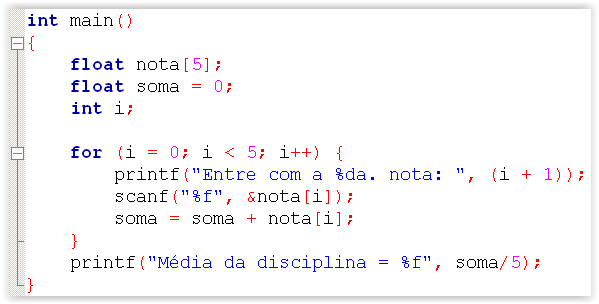 int main()
{
    float nota[5];
    float soma = 0;
    int i;

    for (i = 0; i < 5; i++) {
        printf("Entre com a %da. nota: ", (i + 1));
        scanf("%f", &nota[i]);
        soma = soma + nota[i];
    }
    printf("Média da disciplina = %f", soma/5);
}